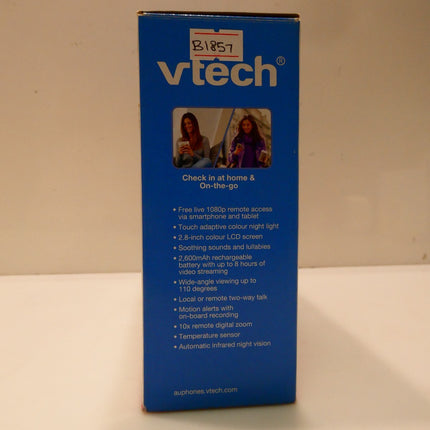 B1857
vtech®
Check in at home &
On-the-go
• Free live 1080p remote access
via smartphone and tablet
• Touch adaptive colour night light
• 2.8-inch colour LCD screen
• Soothing sounds and lullabies
• 2,600mAh rechargeable
battery with up to 8 hours of
video streaming
• Wide-angle viewing up to
110 degrees
• Local or remote two-way talk
• Motion alerts with
on-board recording
• 10x remote digital zoom
• Temperature sensor
• Automatic infrared night vision
auphones.vtech.com